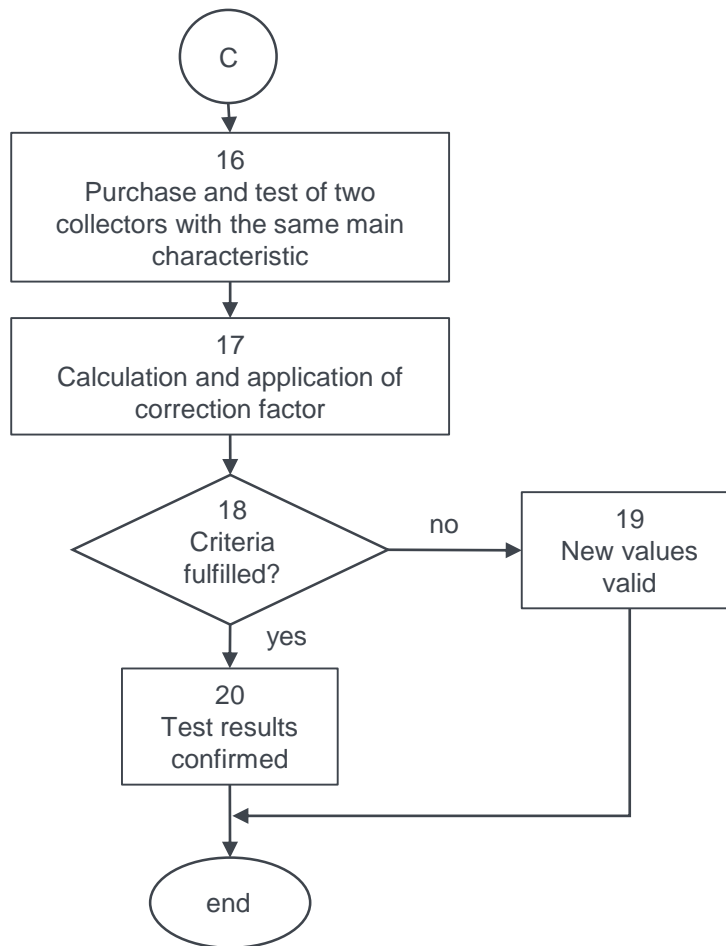 C
16
Purchase and test of two
collectors with the same main
characteristic
17
Calculation and application of
correction factor
18
Criteria
fulfilled?
no
19
New values
valid
yes
20
Test results
confirmed
end